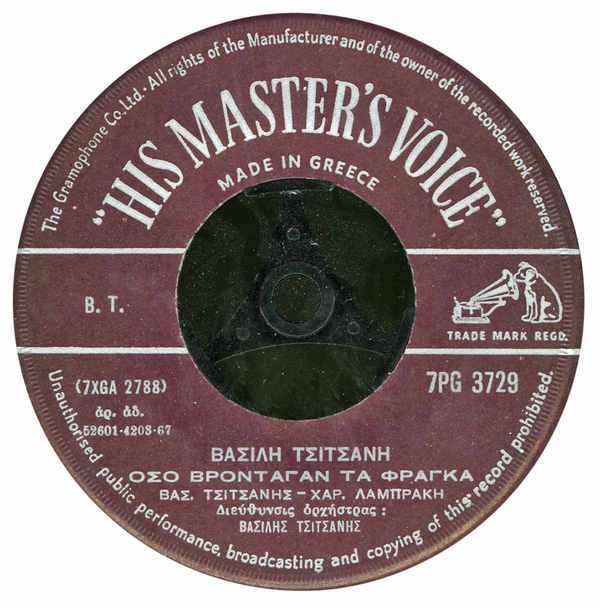 The Gramophone Co. Ltd. · All rights of the Manufacturer and of the owner of the recorded work reserved.
"HIS MASTER'S VOICE"
MADE IN GREECE
B. T.
TRADE MARK REGD.
(7XGA 2788)
7PG 3729
ἀρ. ἀδ.
52601-4203-67
ΒΑΣΙΛΗ ΤΣΙΤΣΑΝΗ
ΟΣΟ ΒΡΟΝΤΑΓΑΝ ΤΑ ΦΡΑΓΚΑ
ΒΑΣ. ΤΣΙΤΣΑΝΗΣ – ΧΑΡ. ΛΑΜΠΡΑΚΗ
Διεύθυνσις ὀρχήστρας :
ΒΑΣΙΛΗΣ ΤΣΙΤΣΑΝΗΣ
Unauthorised public performance, broadcasting and copying of this record prohibited.